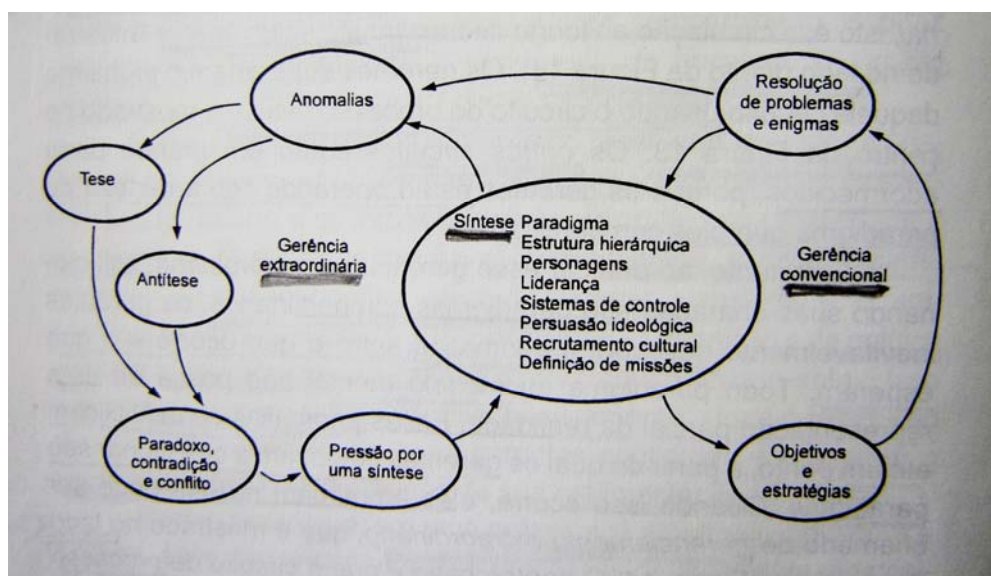 Anomalias
Resolução
de problemas
e enigmas
Tese
Síntese Paradigma
Estrutura hierárquica
Personagens
Liderança
Sistemas de controle
Persuasão ideológica
Recrutamento cultural
Definição de missões
Gerência
extraordinária
Gerência
convencional
Antítese
Paradoxo,
contradição
e conflito
Pressão por
uma síntese
Objetivos
e
estratégias